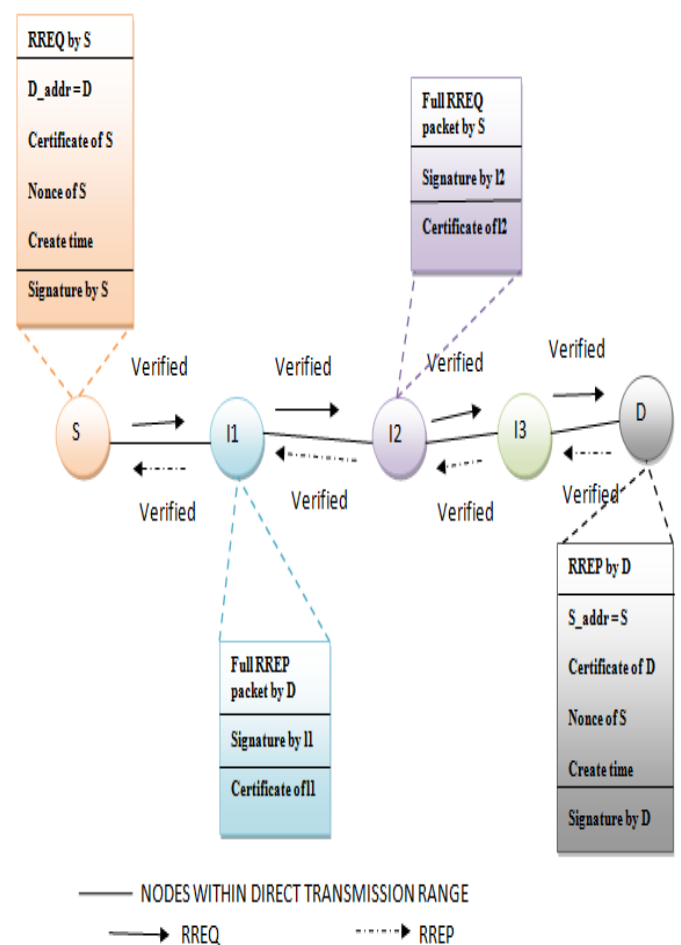 RREQ by S
D_addr = D
Certificate of S
Nonce of S
Create time
Signature by S
Full RREQ
packet by S
Signature by I2
Certificate of I2
Verified
Verified
Verified
Verified
S
I1
I2
I3
D
Verified
Verified
Verified
Verified
Full RREP
packet by D
Signature by I1
Certificate of I1
RREP by D
S_addr = S
Certificate of D
Nonce of S
Create time
Signature by D
NODES WITHIN DIRECT TRANSMISSION RANGE
RREQ
RREP